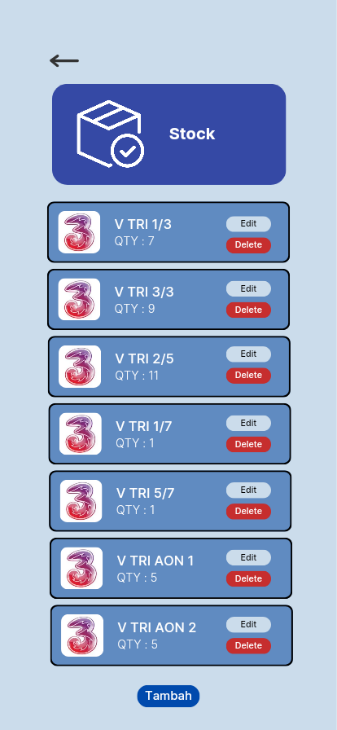 Stock
V TRI 1/3
QTY : 7
Edit
Delete
V TRI 3/3
QTY : 9
Edit
Delete
V TRI 2/5
QTY : 11
Edit
Delete
V TRI 1/7
QTY : 1
Edit
Delete
V TRI 5/7
QTY : 1
Edit
Delete
V TRI AON 1
QTY : 5
Edit
Delete
V TRI AON 2
QTY : 5
Edit
Delete
Tambah